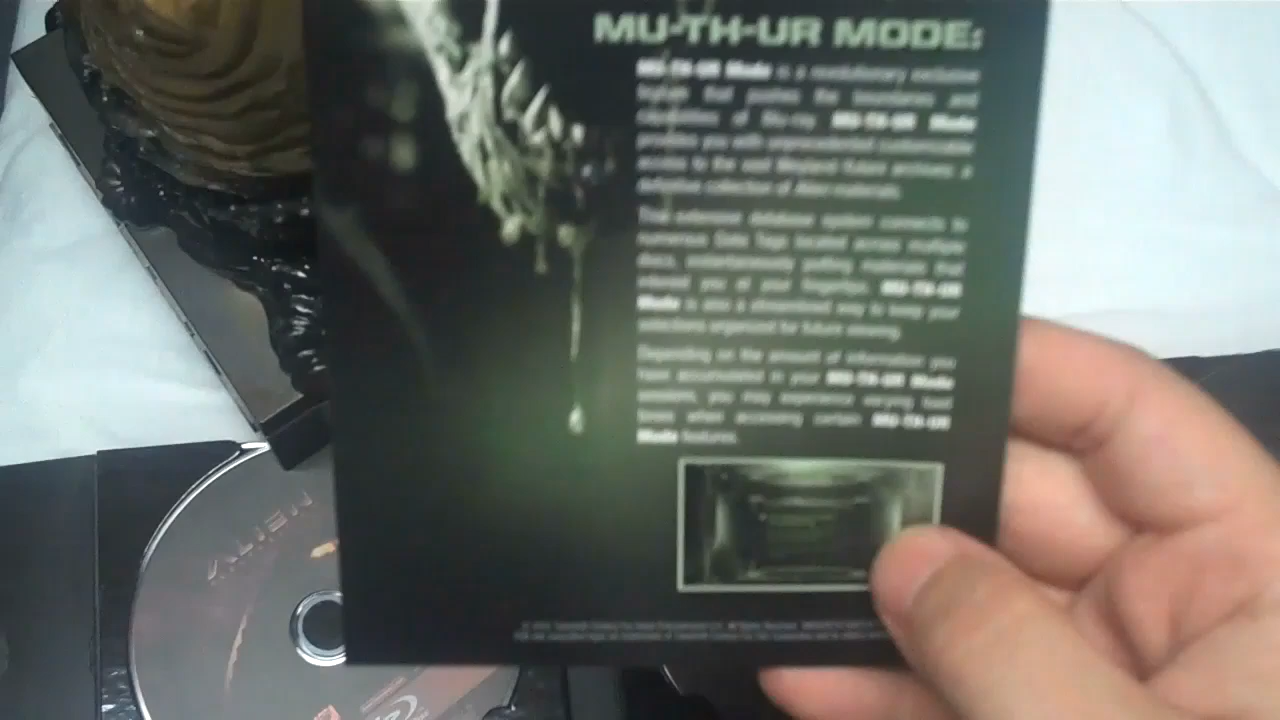 MU-TH-UR MODE:
MU-TH-UR Mode is a revolutionary exclusive
feature that pushes the boundaries and
capabilities of Blu-ray. MU-TH-UR Mode
provides you with unprecedented customizable
access to the vast Weyland-Yutani archives: a
definitive collection of Alien materials.
That extensive database system connects to
numerous Data Tags located across multiple
discs, instantaneously pulling materials that
interest you at your fingertips. MU-TH-UR
Mode is also a streamlined way to keep your
selections organized for future viewing.
Depending on the amount of information you
have accumulated in your MU-TH-UR Mode
sessions, you may experience varying load
times when accessing certain MU-TH-UR
Mode features.
ALIEN